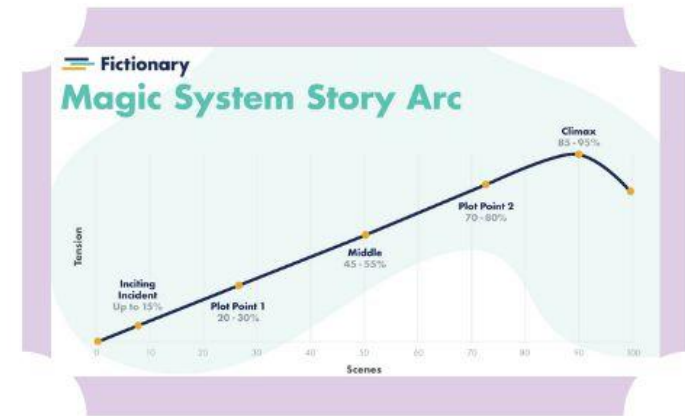 Fictionary
Magic System Story Arc
Climax
85 - 95%
Plot Point 2
70 - 80%
Middle
45 - 55%
Inciting
Incident
Up to 15%
Plot Point 1
20 - 30%
Tension
0 10 20 30 40 50 60 70 80 90 100
Scenes